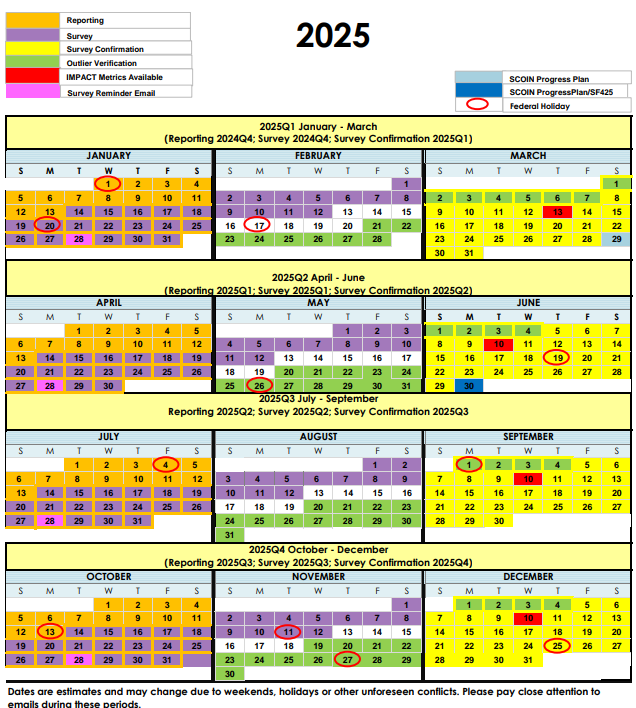 2025
Reporting
Survey
Survey Confirmation
Outlier Verification
IMPACT Metrics Available
Survey Reminder Email
SCOIN Progress Plan
SCOIN ProgressPlan/SF425
Federal Holiday
2025Q1 January - March
(Reporting 2024Q4; Survey 2024Q4; Survey Confirmation 2025Q1)
JANUARY FEBRUARY MARCH
S M T W T F S S M T W T F S S M T W T F S
1 2 3 4 1 1
5 6 7 8 9 10 11 2 3 4 5 6 7 8 2 3 4 5 6 7 8
12 13 14 15 16 17 18 9 10 11 12 13 14 15 9 10 11 12 13 14 15
19 20 21 22 23 24 25 16 17 18 19 20 21 22 16 17 18 19 20 21 22
26 27 28 29 30 31 23 24 25 26 27 28 23 24 25 26 27 28 29
30 31
2025Q2 April - June
(Reporting 2025Q1; Survey 2025Q1; Survey Confirmation 2025Q2)
APRIL MAY JUNE
S M T W T F S S M T W T F S S M T W T F S
1 2 3 4 5 1 2 3 1 2 3 4 5 6 7
6 7 8 9 10 11 12 4 5 6 7 8 9 10 8 9 10 11 12 13 14
13 14 15 16 17 18 19 11 12 13 14 15 16 17 15 16 17 18 19 20 21
20 21 22 23 24 25 26 18 19 20 21 22 23 24 22 23 24 25 26 27 28
27 28 29 30 25 26 27 28 29 30 31 29 30
2025Q3 July - September
Reporting 2025Q2; Survey 2025Q2; Survey Confirmation 2025Q3
JULY AUGUST SEPTEMBER
S M T W T F S S M T W T F S S M T W T F S
1 2 3 4 5 1 2 1 2 3 4 5 6
6 7 8 9 10 11 12 3 4 5 6 7 8 9 7 8 9 10 11 12 13
13 14 15 16 17 18 19 10 11 12 13 14 15 16 14 15 16 17 18 19 20
20 21 22 23 24 25 26 17 18 19 20 21 22 23 21 22 23 24 25 26 27
27 28 29 30 31 24 25 26 27 28 29 30 28 29 30
31
2025Q4 October - December
(Reporting 2025Q3; Survey 2025Q3; Survey Confirmation 2025Q4)
OCTOBER NOVEMBER DECEMBER
S M T W T F S S M T W T F S S M T W T F S
1 2 3 4 1 1 2 3 4 5 6
5 6 7 8 9 10 11 2 3 4 5 6 7 8 7 8 9 10 11 12 13
12 13 14 15 16 17 18 9 10 11 12 13 14 15 14 15 16 17 18 19 20
19 20 21 22 23 24 25 16 17 18 19 20 21 22 21 22 23 24 25 26 27
26 27 28 29 30 31 23 24 25 26 27 28 29 28 29 30 31
30
Dates are estimates and may change due to weekends, holidays or other unforeseen conflicts. Please pay close attention to
emails during these periods.